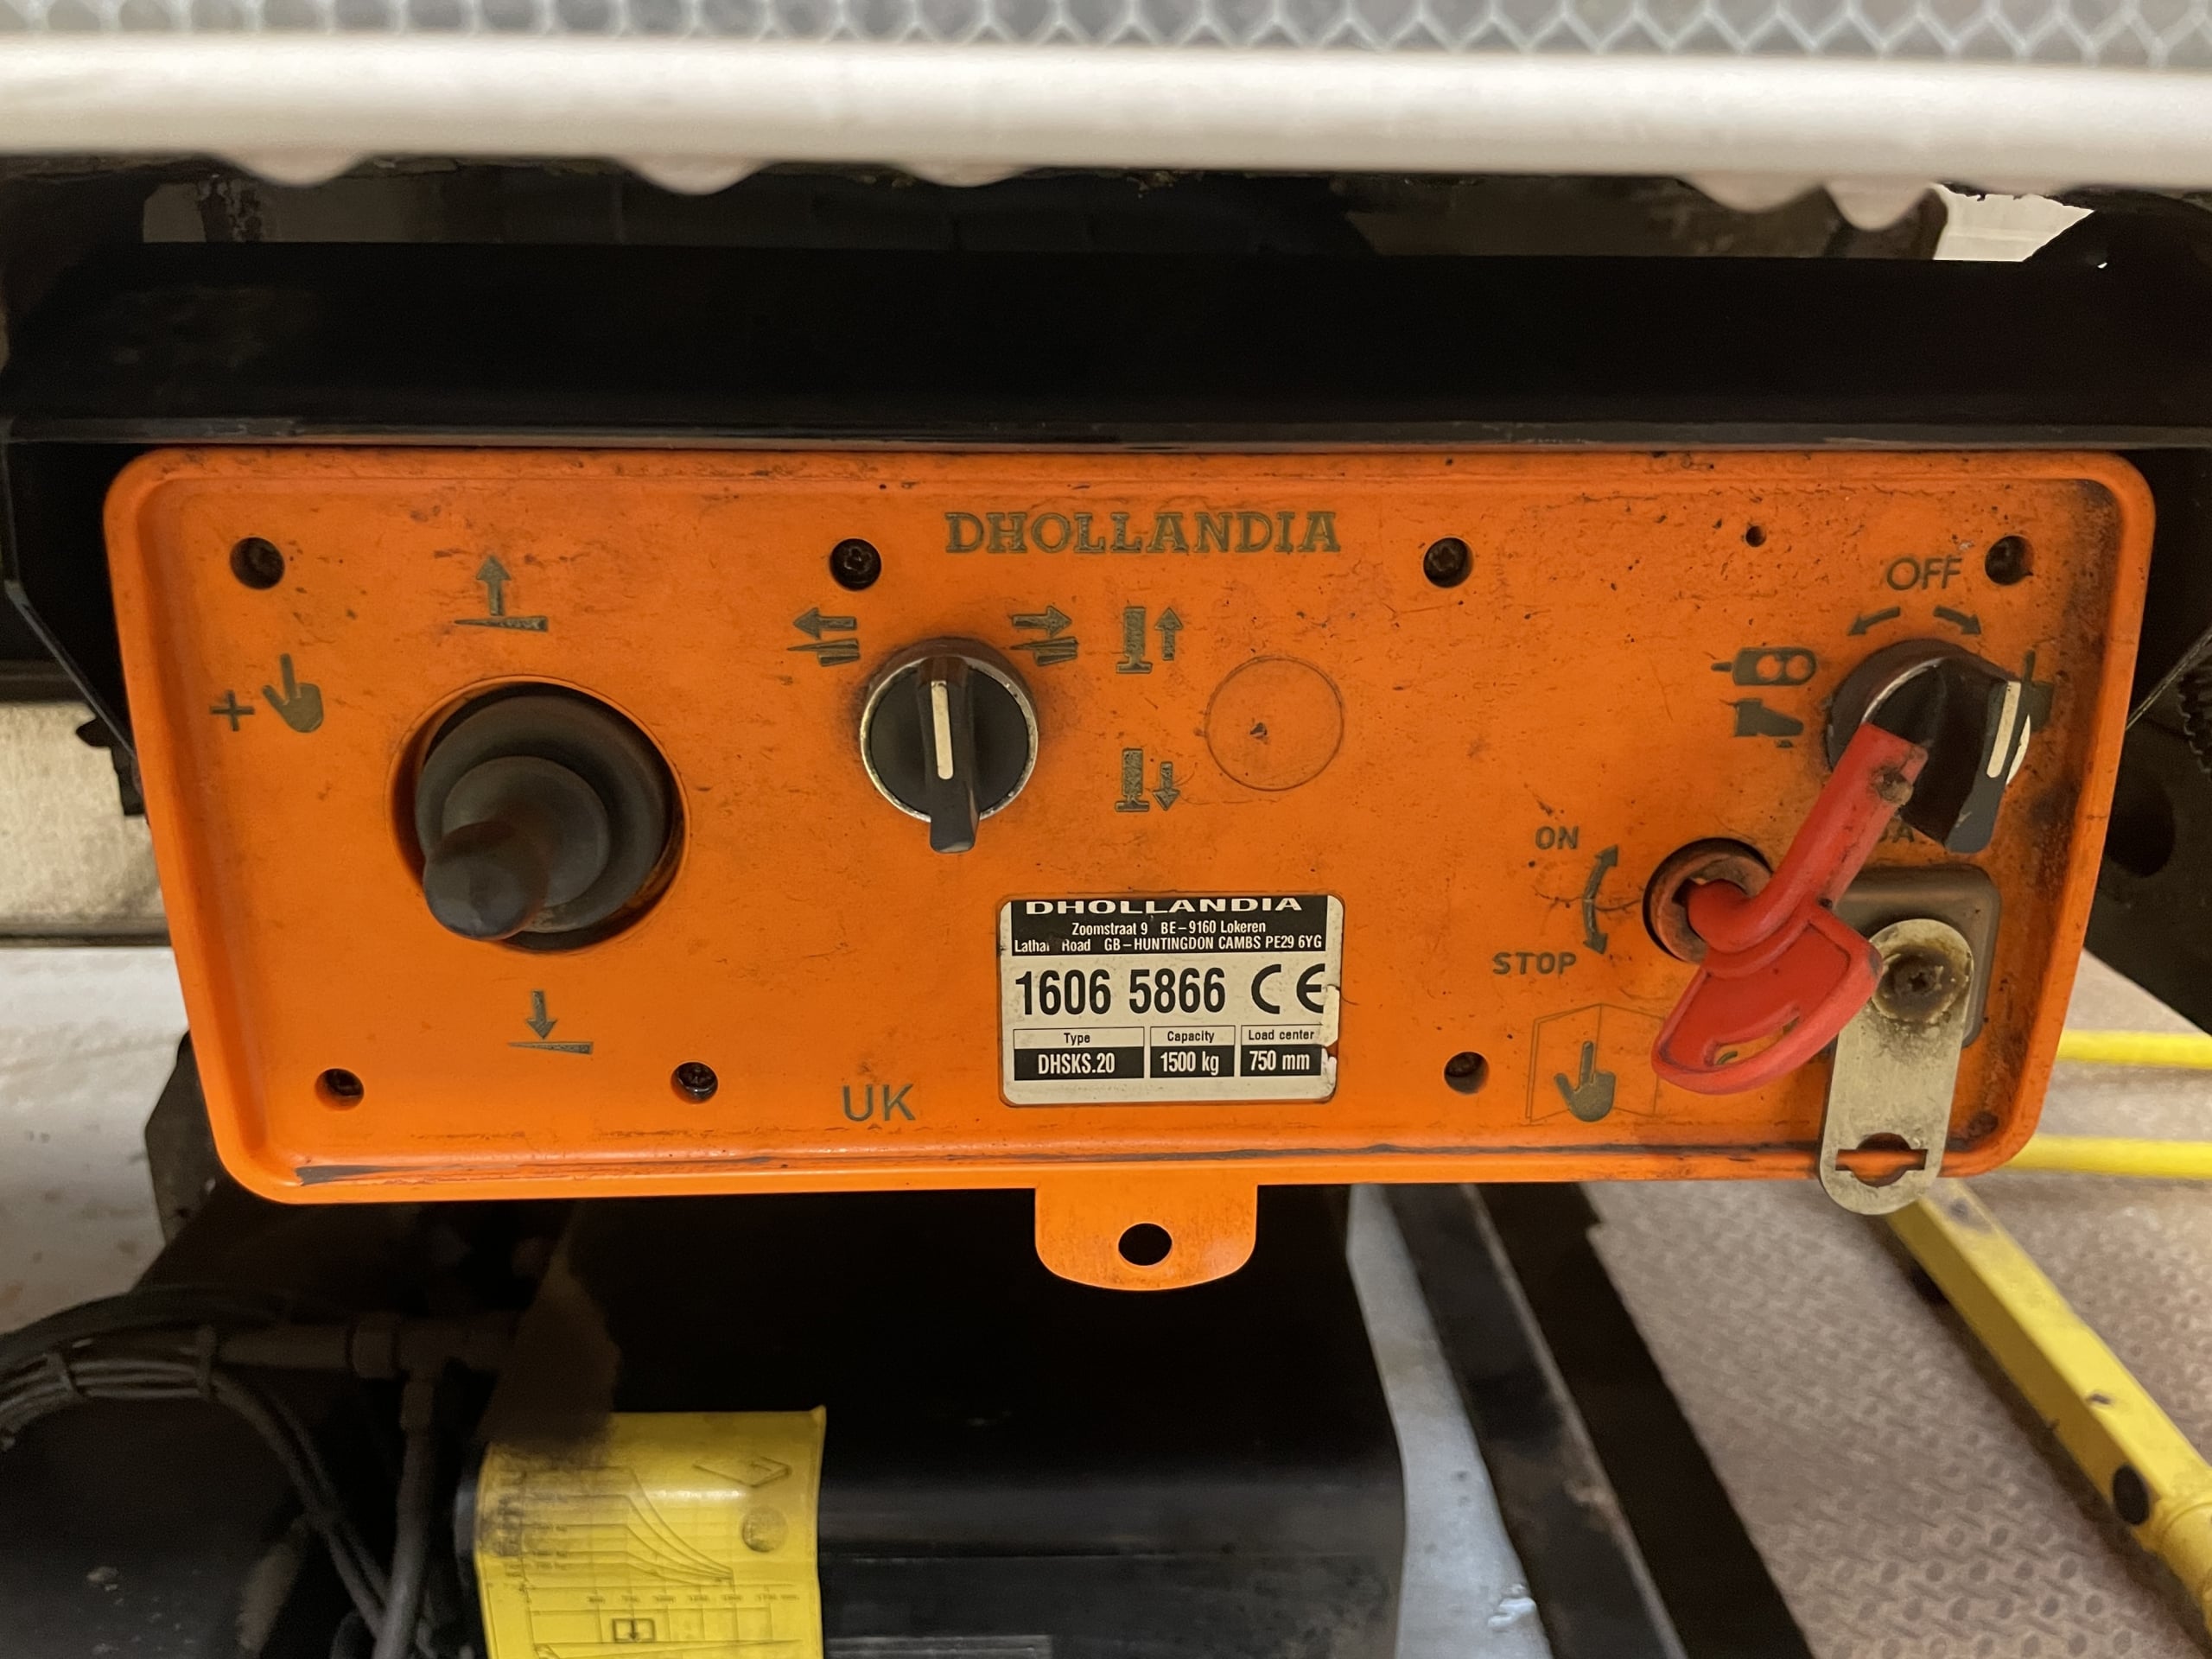 DHOLLANDIA
OFF
ON
STOP
DHOLLANDIA
Zoomstraat 9 BE-9160 Lokeren
Road GB-HUNTINGDON CAMBS PE29 6YG
1606 5866 CE
Type Capacity Load center
DHSKS.20 1500 kg 750 mm
UK